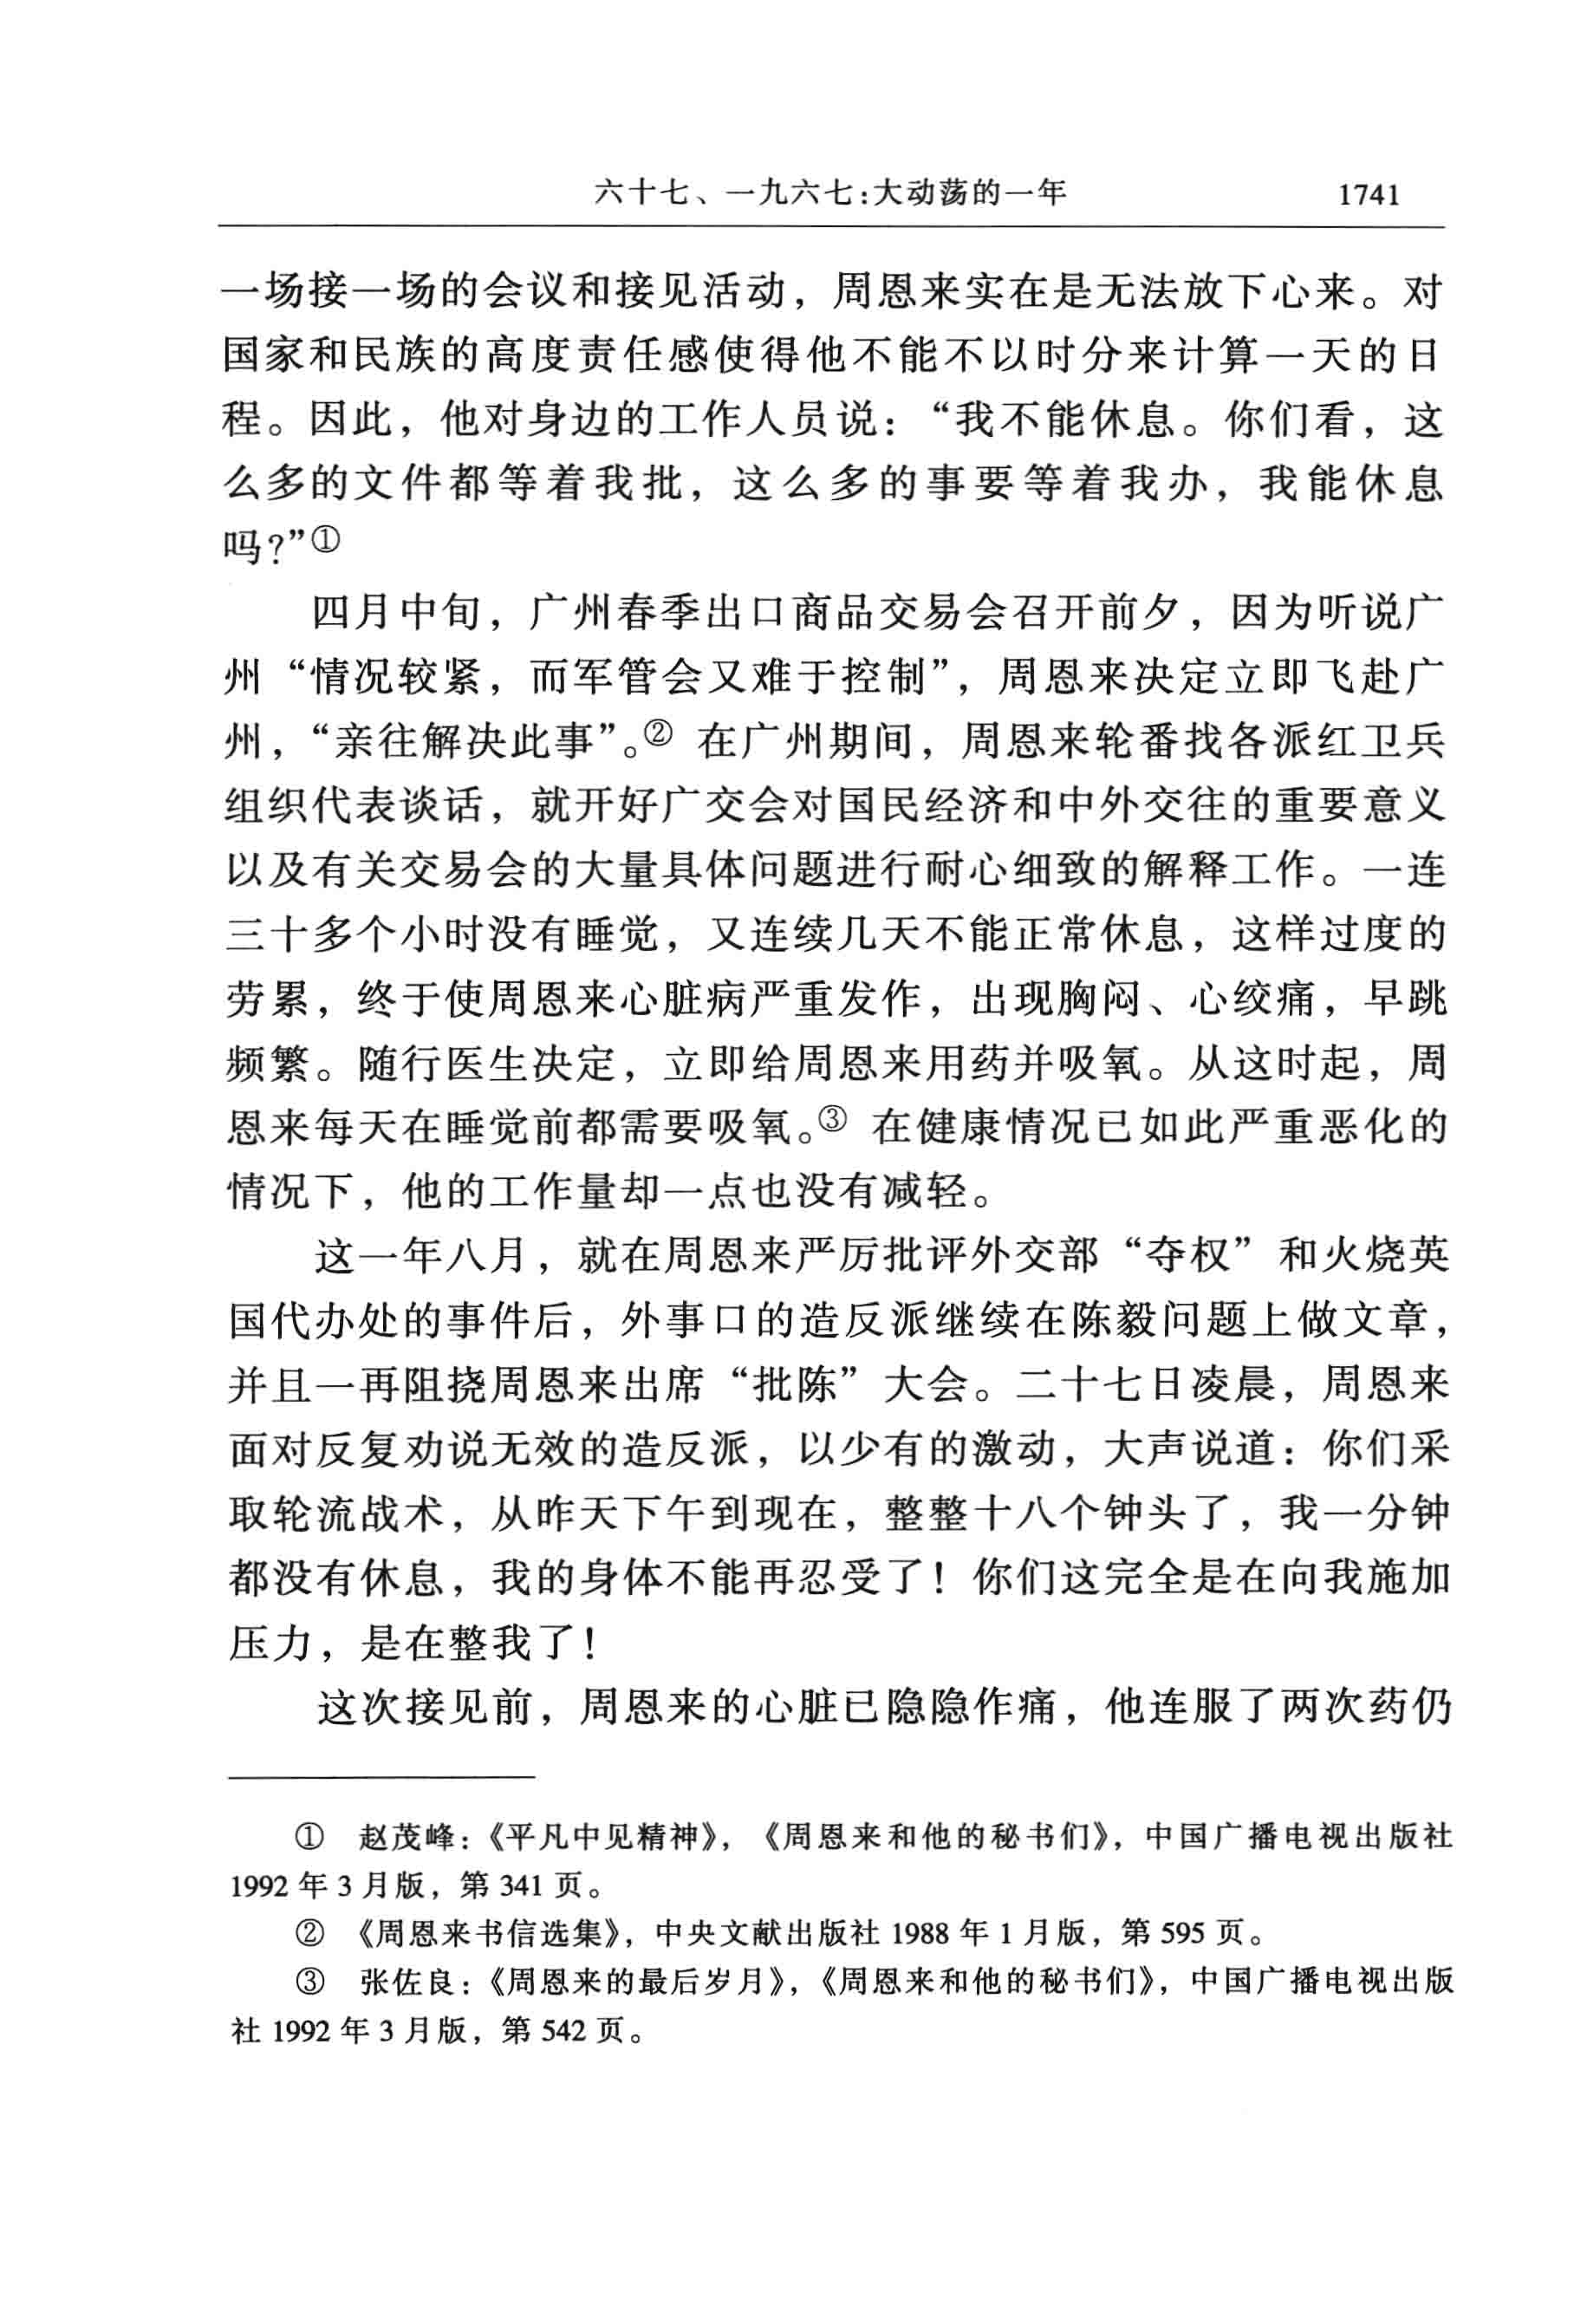 六十七、一九六七:大动荡的一年 1741
一场接一场的会议和接见活动，周恩来实在是无法放下心来。对
国家和民族的高度责任感使得他不能不以时分来计算一天的日
程。因此，他对身边的工作人员说：“我不能休息。你们看，这
么多的文件都等着我批，这么多的事要等着我办，我能休息
吗?”①
四月中旬，广州春季出口商品交易会召开前夕，因为听说广
州“情况较紧，而军管会又难于控制”，周恩来决定立即飞赴广
州，“亲往解决此事”。② 在广州期间，周恩来轮番找各派红卫兵
组织代表谈话，就开好广交会对国民经济和中外交往的重要意义
以及有关交易会的大量具体问题进行耐心细致的解释工作。一连
三十多个小时没有睡觉，又连续几天不能正常休息，这样过度的
劳累，终于使周恩来心脏病严重发作，出现胸闷、心绞痛，早跳
频繁。随行医生决定，立即给周恩来用药并吸氧。从这时起，周
恩来每天在睡觉前都需要吸氧。③ 在健康情况已如此严重恶化的
情况下，他的工作量却一点也没有减轻。
这一年八月，就在周恩来严厉批评外交部“夺权”和火烧英
国代办处的事件后，外事口的造反派继续在陈毅问题上做文章，
并且一再阻挠周恩来出席“批陈”大会。二十七日凌晨，周恩来
面对反复劝说无效的造反派，以少有的激动，大声说道：你们采
取轮流战术，从昨天下午到现在，整整十八个钟头了，我一分钟
都没有休息，我的身体不能再忍受了！你们这完全是在向我施加
压力，是在整我了！
这次接见前，周恩来的心脏已隐隐作痛，他连服了两次药仍
① 赵茂峰：《平凡中见精神》，《周恩来和他的秘书们》，中国广播电视出版社
1992 年 3 月版，第 341 页。
② 《周恩来书信选集》，中央文献出版社 1988 年 1 月版，第 595 页。
③ 张佐良：《周恩来的最后岁月》，《周恩来和他的秘书们》，中国广播电视出版
社 1992 年 3 月版，第 542 页。